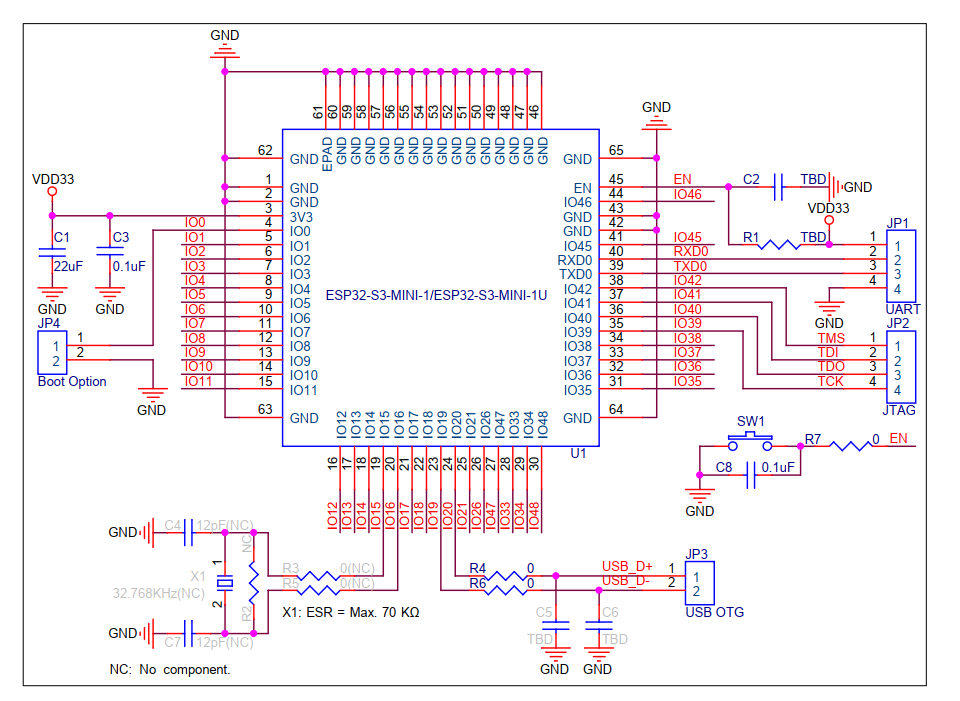 GND
61 60 59 58 57 56 55 54 53 52 51 50 49 48 47 46
EPAD GND GND GND GND GND GND GND GND GND GND GND GND GND GND GND
GND
62 GND
GND 65
VDD33
1 GND
2 GND
3 3V3
IO0 4 IO0
IO1 5 IO1
IO2 6 IO2
IO3 7 IO3
IO4 8 IO4
IO5 9 IO5
IO6 10 IO6
IO7 11 IO7
IO8 12 IO8
IO9 13 IO9
IO10 14 IO10
IO11 15 IO11
63 GND
C1
22uF
GND
C3
0.1uF
GND
JP4
1 1
2 2
Boot Option
GND
ESP32-S3-MINI-1/ESP32-S3-MINI-1U
EN 45 EN
IO46 44 IO46
GND 43
GND 42
IO45 41 IO45
RXD0 40 RXD0
TXD0 39 TXD0
IO42 38 IO42
IO41 37 IO41
IO40 36 IO40
IO39 35 IO39
IO38 34 IO38
IO37 33 IO37
IO36 32 IO36
IO35 31 IO35
GND 64
U1
C2 TBD GND
VDD33
R1 TBD
JP1
1 1
2 2
3 3
4 4
UART
GND
JP2
TMS 1 1
TDI 2 2
TDO 3 3
TCK 4 4
JTAG
SW1
R7 0 EN
C8 0.1uF
GND
IO12 IO13 IO14 IO15 IO16 IO17 IO18 IO19 IO20 IO21 IO26 IO47 IO33 IO34 IO48
16 17 18 19 20 21 22 23 24 25 26 27 28 29 30
IO12 IO13 IO14 IO15 IO16 IO17 IO18 IO19 IO20 IO21 IO26 IO47 IO33 IO34 IO48
GND C4 12pF(NC)
NC
1
X1
32.768KHz(NC)
2
R2
R3 0(NC)
R5 0(NC)
X1: ESR = Max. 70 KΩ
GND C7 12pF(NC)
NC: No component.
R4 0 USB_D+ 1 1
R6 0 USB_D- 2 2
JP3
USB OTG
C5
TBD
GND
C6
TBD
GND